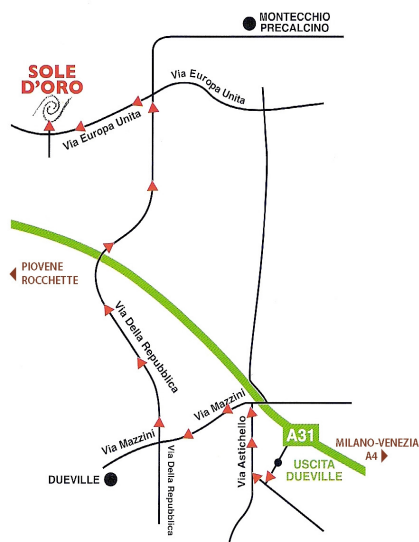 MONTECCHIO
PRECALCINO
SOLE
D'ORO
Via Europa Unita
Via Europa Unita
PIOVENE
ROCCHETTE
Via Della Repubblica
Via Mazzini
Via Mazzini
Via Astichello
A31
MILANO-VENEZIA
A4
USCITA
DUEVILLE
DUEVILLE
Via Della Repubblica